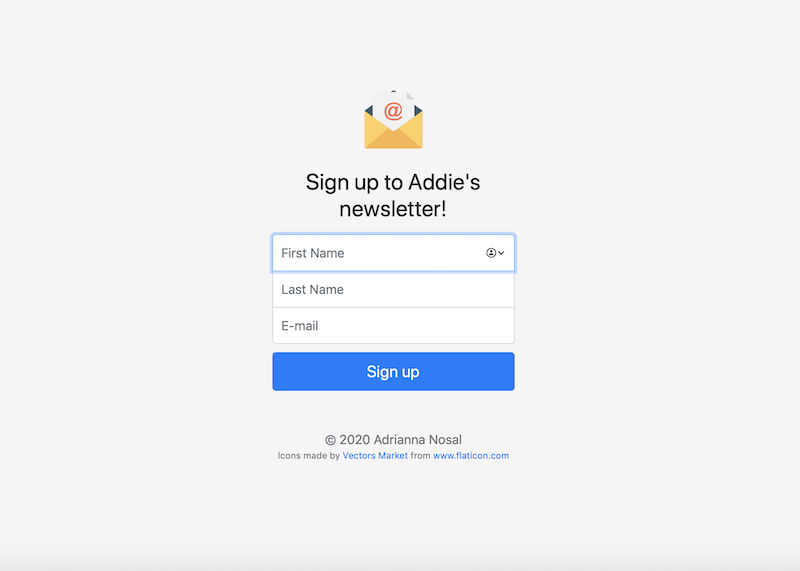 @
Sign up to Addie's
newsletter!
First Name
Last Name
E-mail
Sign up
© 2020 Adrianna Nosal
Icons made by Vectors Market from www.flaticon.com